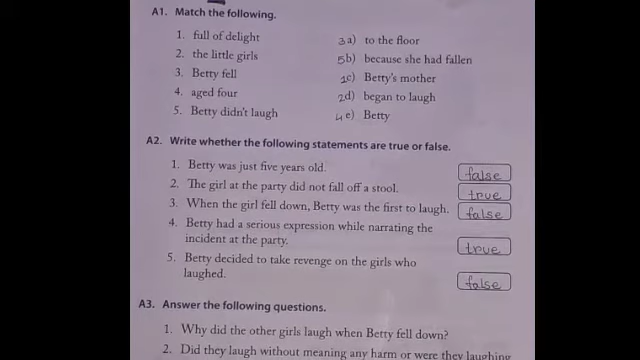 A1. Match the following.
1. full of delight 3 a) to the floor
2. the little girls 5 b) because she had fallen
3. Betty fell 1 c) Betty's mother
4. aged four 2 d) began to laugh
5. Betty didn't laugh 4 e) Betty
A2. Write whether the following statements are true or false.
1. Betty was just five years old. false
2. The girl at the party did not fall off a stool. true
3. When the girl fell down, Betty was the first to laugh. false
4. Betty had a serious expression while narrating the
incident at the party. true
5. Betty decided to take revenge on the girls who
laughed. false
A3. Answer the following questions.
1. Why did the other girls laugh when Betty fell down?
2. Did they laugh without meaning any harm or were they laughing